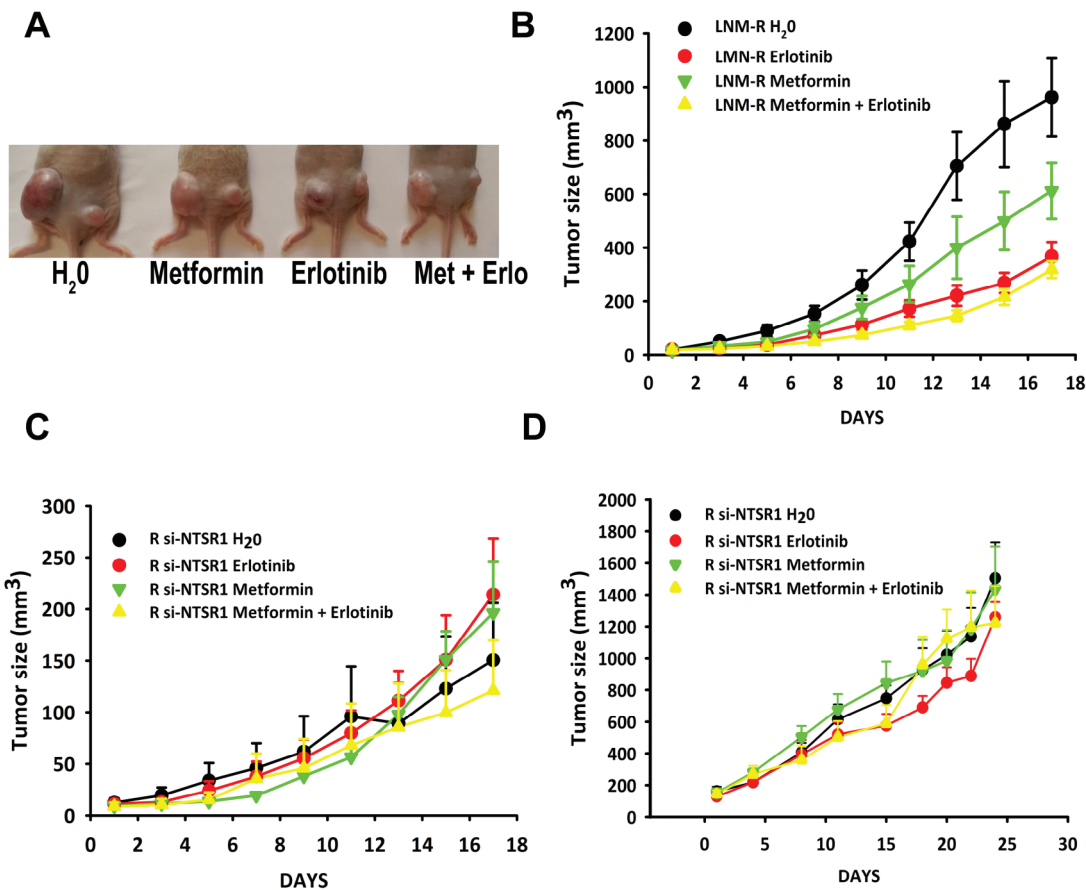 A
H₂0
Metformin
Erlotinib
Met + Erlo
B
LNM-R H₂0
LMN-R Erlotinib
LNM-R Metformin
LNM-R Metformin + Erlotinib
Tumor size (mm³)
1200
1000
800
600
400
200
0
0 2 4 6 8 10 12 14 16 18
DAYS
C
R si-NTSR1 H20
R si-NTSR1 Erlotinib
R si-NTSR1 Metformin
R si-NTSR1 Metformin + Erlotinib
Tumor size (mm³)
300
250
200
150
100
50
0
0 2 4 6 8 10 12 14 16 18
DAYS
D
R si-NTSR1 H20
R si-NTSR1 Erlotinib
R si-NTSR1 Metformin
R si-NTSR1 Metformin + Erlotinib
Tumor size (mm³)
2000
1800
1600
1400
1200
1000
800
600
400
200
0
0 5 10 15 20 25 30
DAYS